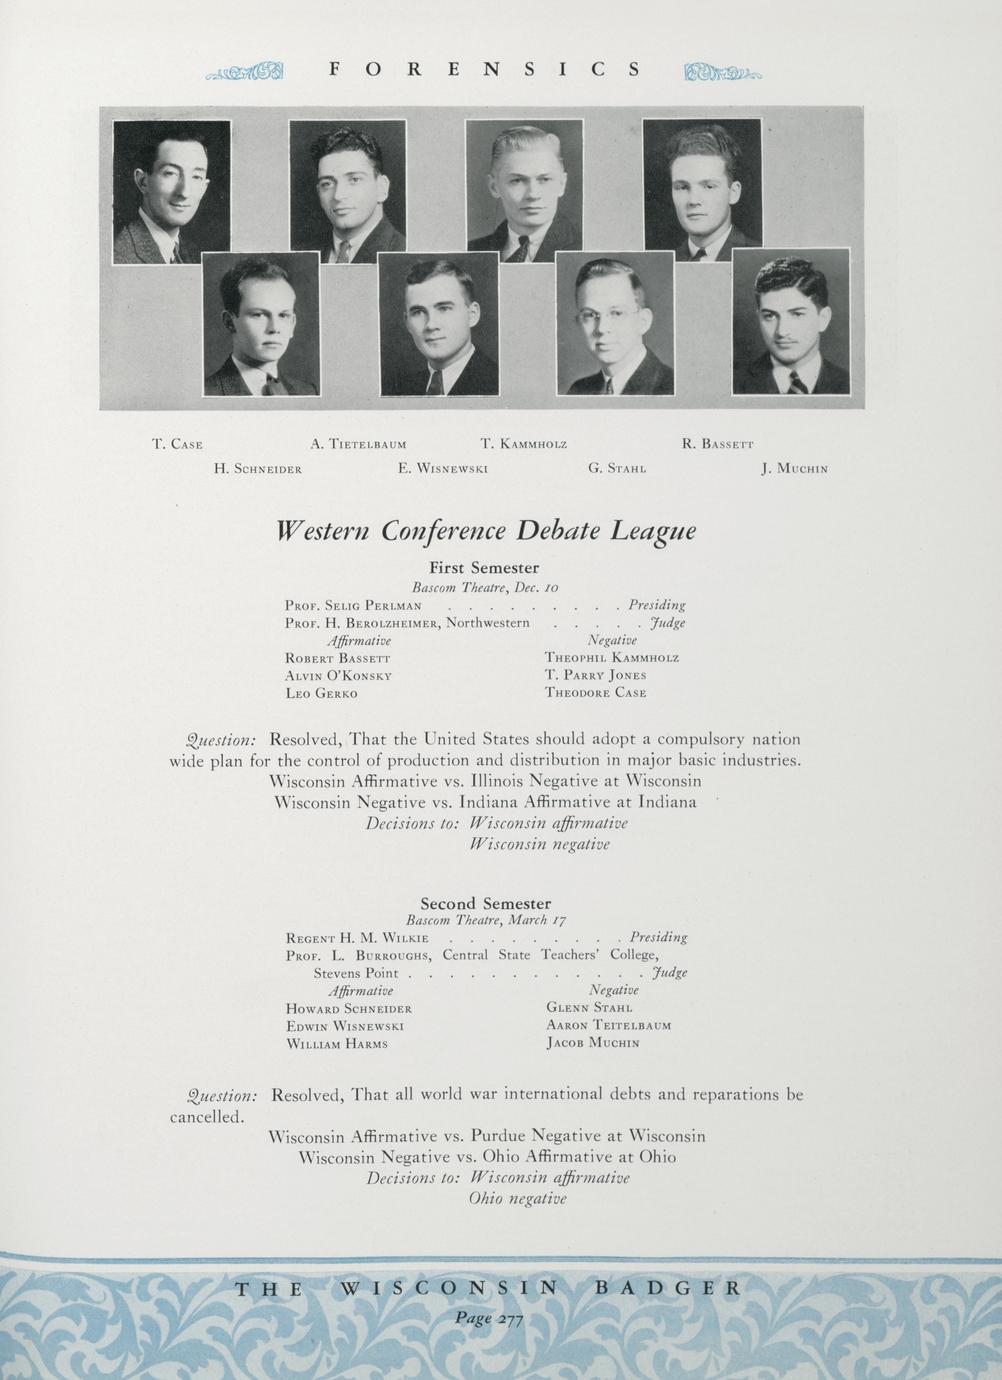 FORENSICS
T. Case A. Tietelbaum T. Kammholz R. Bassett
H. Schneider E. Wisnewski G. Stahl J. Muchin
Western Conference Debate League
First Semester
Bascom Theatre, Dec. 10
Prof. Selig Perlman . . . . . . . . . . Presiding
Prof. H. Berolzheimer, Northwestern . . . . . Judge
Affirmative Negative
Robert Bassett Theophil Kammholz
Alvin O'Konsky T. Parry Jones
Leo Gerko Theodore Case
Question: Resolved, That the United States should adopt a compulsory nation
wide plan for the control of production and distribution in major basic industries.
Wisconsin Affirmative vs. Illinois Negative at Wisconsin
Wisconsin Negative vs. Indiana Affirmative at Indiana
Decisions to: Wisconsin affirmative
Wisconsin negative
Second Semester
Bascom Theatre, March 17
Regent H. M. Wilkie . . . . . . . . . Presiding
Prof. L. Burroughs, Central State Teachers' College,
Stevens Point . . . . . . . . . . . . Judge
Affirmative Negative
Howard Schneider Glenn Stahl
Edwin Wisnewski Aaron Teitelbaum
William Harms Jacob Muchin
Question: Resolved, That all world war international debts and reparations be
cancelled.
Wisconsin Affirmative vs. Purdue Negative at Wisconsin
Wisconsin Negative vs. Ohio Affirmative at Ohio
Decisions to: Wisconsin affirmative
Ohio negative
THE WISCONSIN BADGER
Page 277